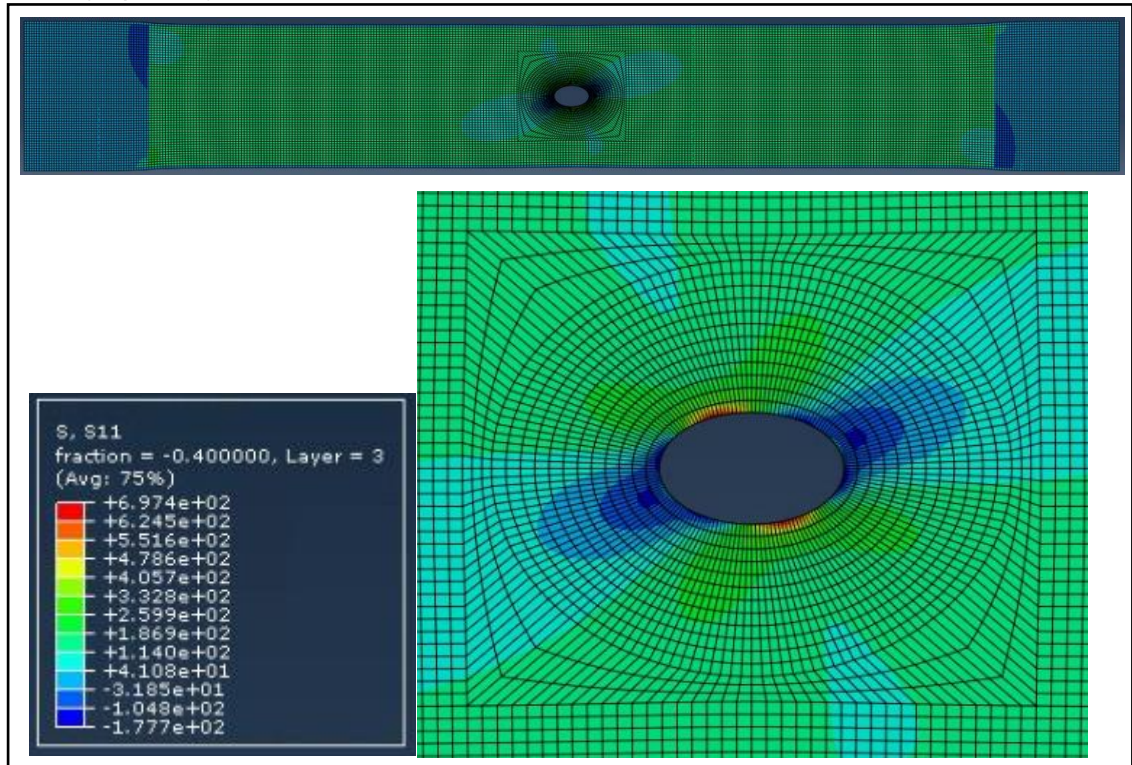 S, S11
fraction = -0.400000, Layer = 3
(Avg: 75%)
+6.974e+02
+6.245e+02
+5.516e+02
+4.786e+02
+4.057e+02
+3.328e+02
+2.599e+02
+1.869e+02
+1.140e+02
+4.108e+01
-3.185e+01
-1.048e+02
-1.777e+02